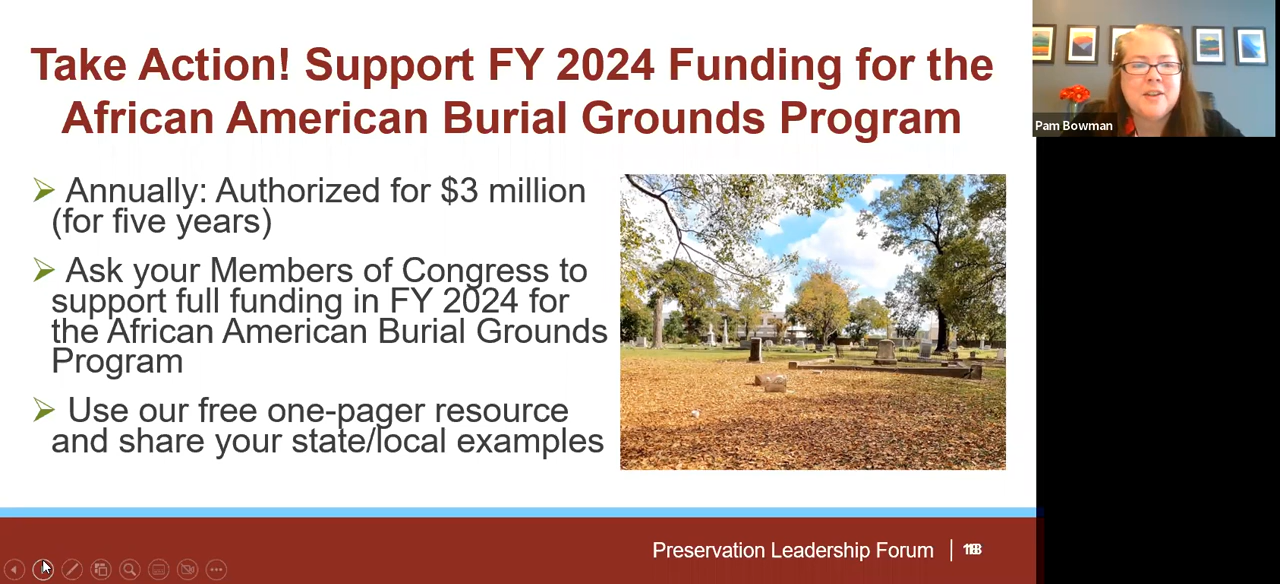 Take Action! Support FY 2024 Funding for the
African American Burial Grounds Program
Annually: Authorized for $3 million
(for five years)
Ask your Members of Congress to
support full funding in FY 2024 for
the African American Burial Grounds
Program
Use our free one-pager resource
and share your state/local examples
Pam Bowman
Preservation Leadership Forum